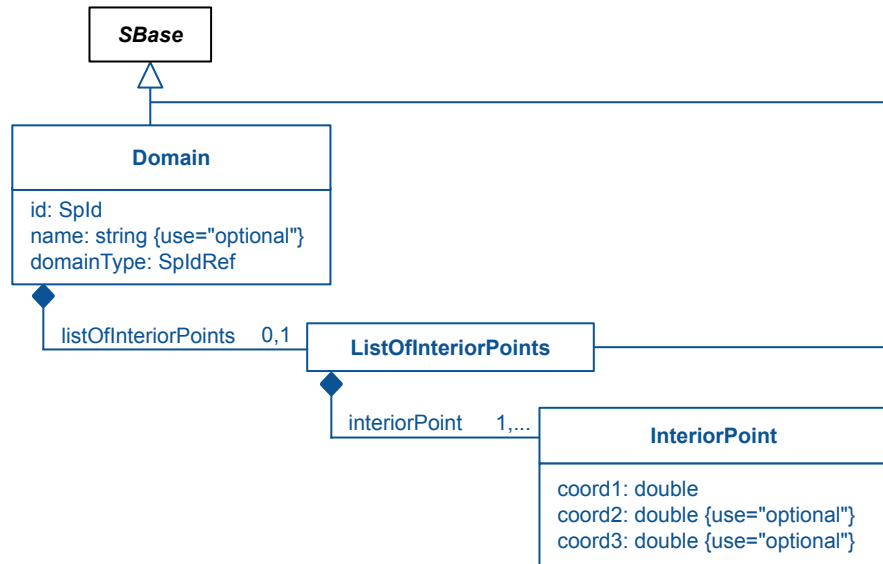 SBase
Domain
id: SpId
name: string {use="optional"}
domainType: SpIdRef
listOfInteriorPoints 0,1
ListOfInteriorPoints
interiorPoint 1,...
InteriorPoint
coord1: double
coord2: double {use="optional"}
coord3: double {use="optional"}